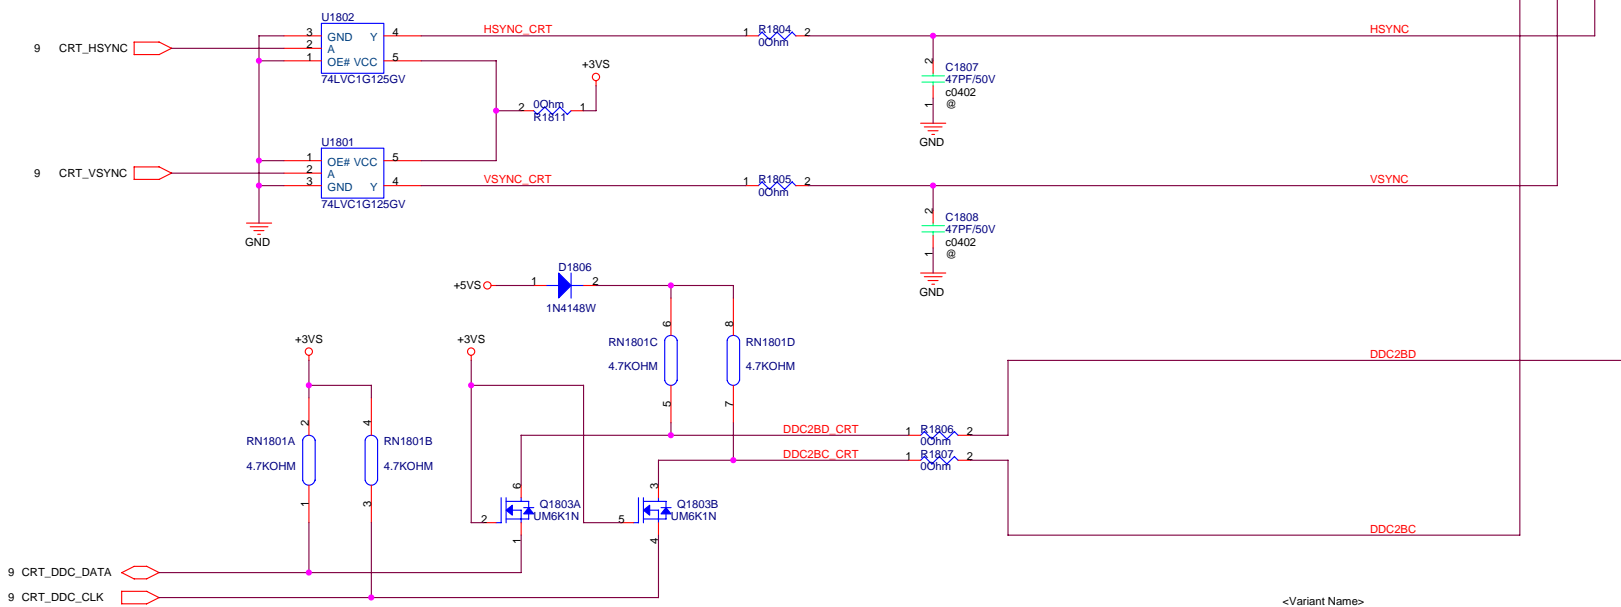 U1802
3 GND Y 4
2 A
1 OE# VCC 5
74LVC1G125GV
9 CRT_HSYNC
HSYNC_CRT
1 R1804 2
0Ohm
HSYNC
+3VS
2 0Ohm 1
R1811
2 C1807
47PF/50V
c0402
1 @
GND
U1801
1 OE# VCC 5
2 A
3 GND Y 4
74LVC1G125GV
9 CRT_VSYNC
VSYNC_CRT
1 R1805 2
0Ohm
VSYNC
GND
2 C1808
47PF/50V
c0402
1 @
GND
D1806
+5VS 1 2
1N4148W
+3VS
+3VS
6 8
RN1801C RN1801D
4.7KOHM 4.7KOHM
5 7
DDC2BD
2 4
RN1801A RN1801B
4.7KOHM 4.7KOHM
1 3
DDC2BD_CRT 1 R1806 2
0Ohm
DDC2BC_CRT 1 R1807 2
0Ohm
6 3
Q1803A Q1803B
UM6K1N UM6K1N
2 5
1 4
DDC2BC
9 CRT_DDC_DATA
9 CRT_DDC_CLK
<Variant Name>